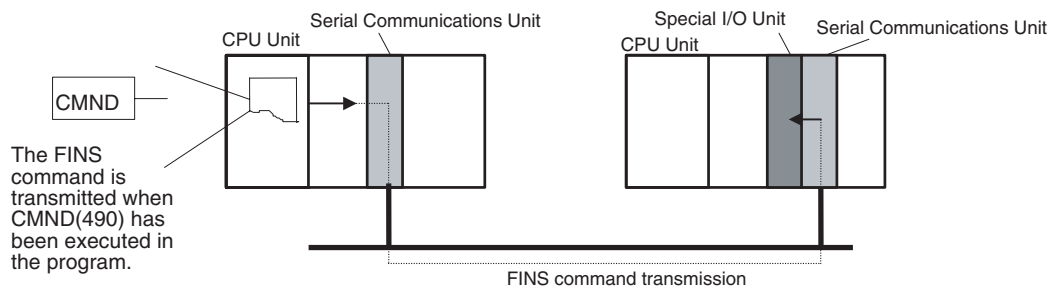 Serial Communications Unit
CPU Unit
Special I/O Unit
Serial Communications Unit
CPU Unit
CMND
The FINS
command is
transmitted when
CMND(490) has
been executed in
the program.
FINS command transmission